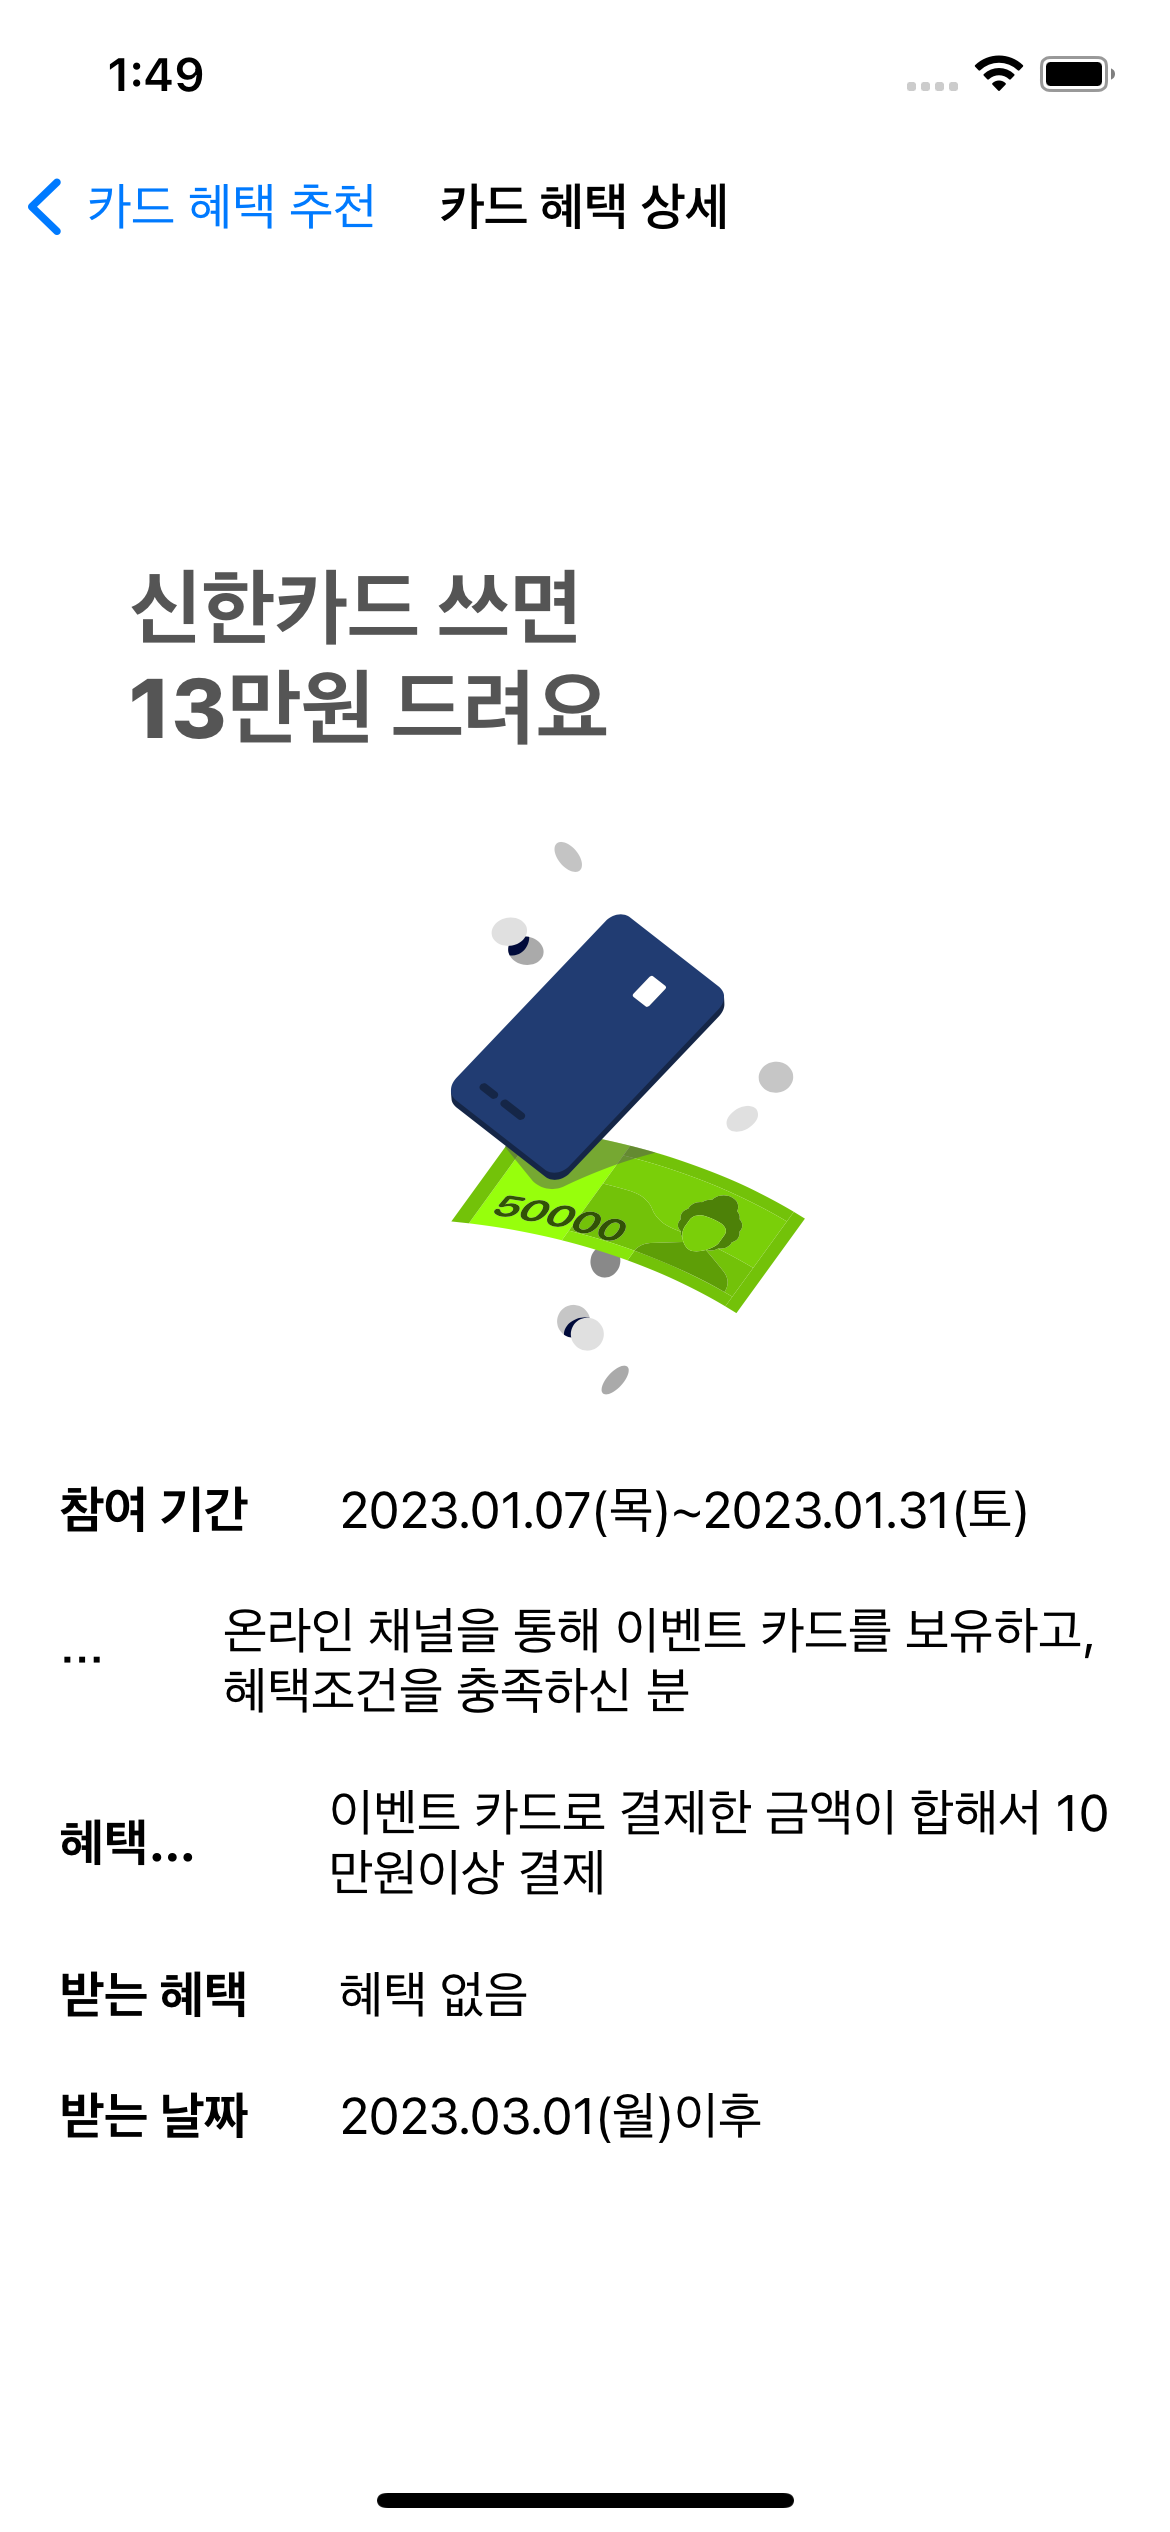 1:49
카드 혜택 추천 카드 혜택 상세
신한카드 쓰면
13만원 드려요
50000
참여 기간 2023.01.07(목)~2023.01.31(토)
... 온라인 채널을 통해 이벤트 카드를 보유하고,
혜택조건을 충족하신 분
혜택... 이벤트 카드로 결제한 금액이 합해서 10
만원이상 결제
받는 혜택 혜택 없음
받는 날짜 2023.03.01(월)이후